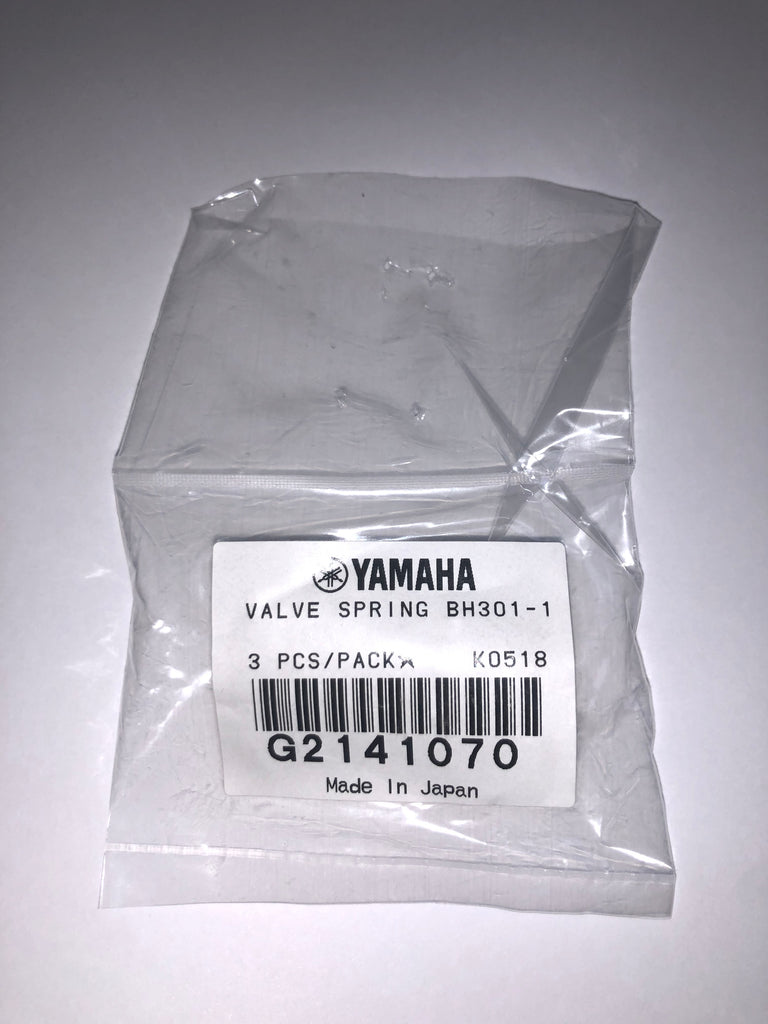 YAMAHA
VALVE SPRING BH301-1
3 PCS/PACK☆ K0518
G2141070
Made In Japan